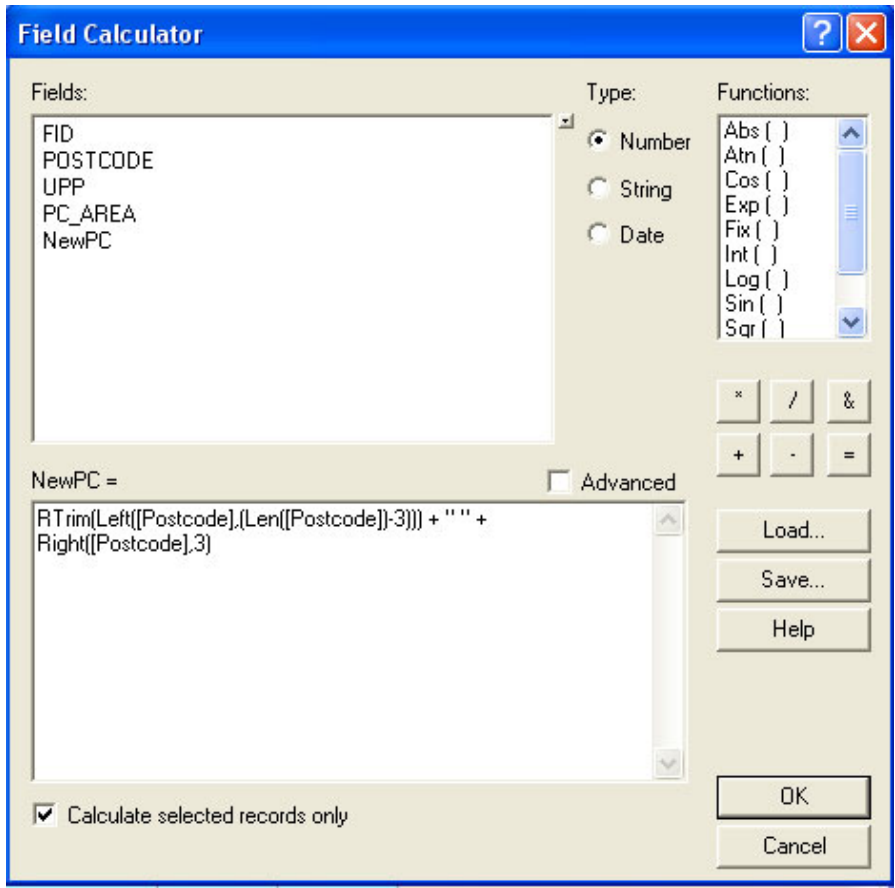 Field Calculator
Fields:
Type:
Functions:
FID
POSTCODE
UPP
PC_AREA
NewPC
Number
String
Date
Abs ( )
Atn ( )
Cos ( )
Exp ( )
Fix ( )
Int ( )
Log ( )
Sin ( )
Sqr ( )
* / &
+ - =
NewPC =
Advanced
RTrim(Left([Postcode],(Len([Postcode])-3))) + " " +
Right([Postcode],3)
Load...
Save...
Help
Calculate selected records only
OK
Cancel